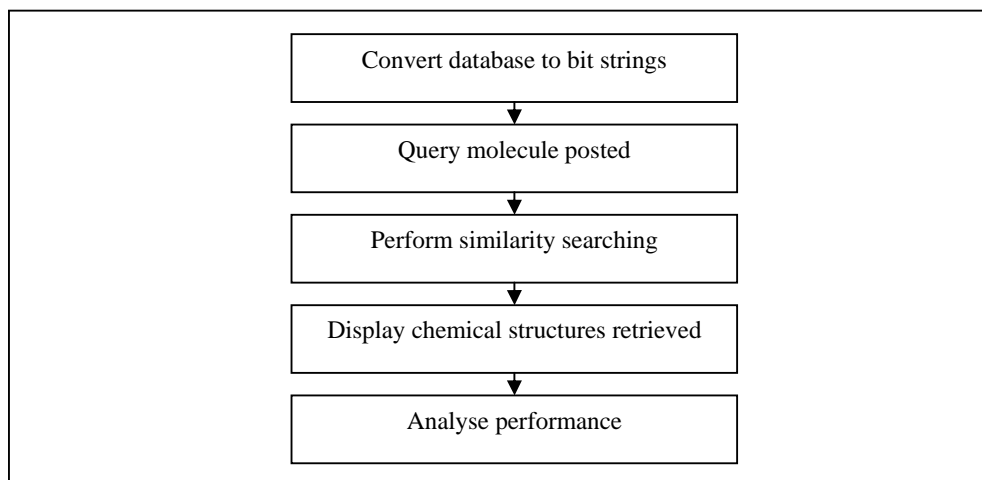 Convert database to bit strings
Query molecule posted
Perform similarity searching
Display chemical structures retrieved
Analyse performance